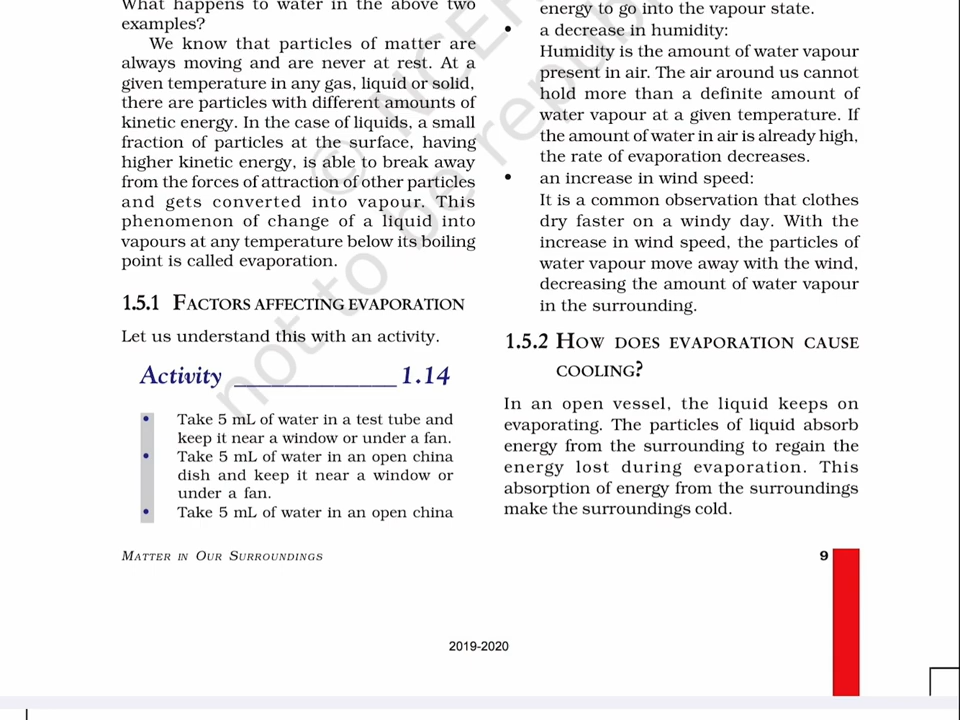 What happens to water in the above two
examples?
We know that particles of matter are
always moving and are never at rest. At a
given temperature in any gas, liquid or solid,
there are particles with different amounts of
kinetic energy. In the case of liquids, a small
fraction of particles at the surface, having
higher kinetic energy, is able to break away
from the forces of attraction of other particles
and gets converted into vapour. This
phenomenon of change of a liquid into
vapours at any temperature below its boiling
point is called evaporation.
1.5.1 FACTORS AFFECTING EVAPORATION
Let us understand this with an activity.
Activity ______________ 1.14
• Take 5 mL of water in a test tube and
keep it near a window or under a fan.
• Take 5 mL of water in an open china
dish and keep it near a window or
under a fan.
• Take 5 mL of water in an open china
energy to go into the vapour state.
• a decrease in humidity:
Humidity is the amount of water vapour
present in air. The air around us cannot
hold more than a definite amount of
water vapour at a given temperature. If
the amount of water in air is already high,
the rate of evaporation decreases.
• an increase in wind speed:
It is a common observation that clothes
dry faster on a windy day. With the
increase in wind speed, the particles of
water vapour move away with the wind,
decreasing the amount of water vapour
in the surrounding.
1.5.2 HOW DOES EVAPORATION CAUSE
COOLING?
In an open vessel, the liquid keeps on
evaporating. The particles of liquid absorb
energy from the surrounding to regain the
energy lost during evaporation. This
absorption of energy from the surroundings
make the surroundings cold.
MATTER IN OUR SURROUNDINGS
9
2019-2020
© NCE
not to be repub